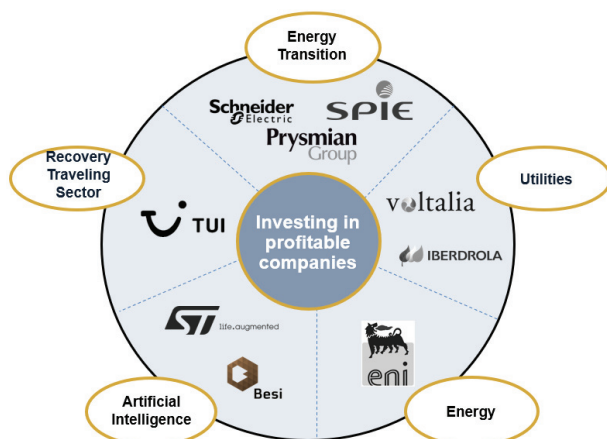 Energy
Transition
Schneider
Electric
SPIE
Prysmian
Group
Recovery
Traveling
Sector
Utilities
TUI
Investing in
profitable
companies
voltalia
IBERDROLA
ST
life.augmented
Besi
eni
Artificial
Intelligence
Energy